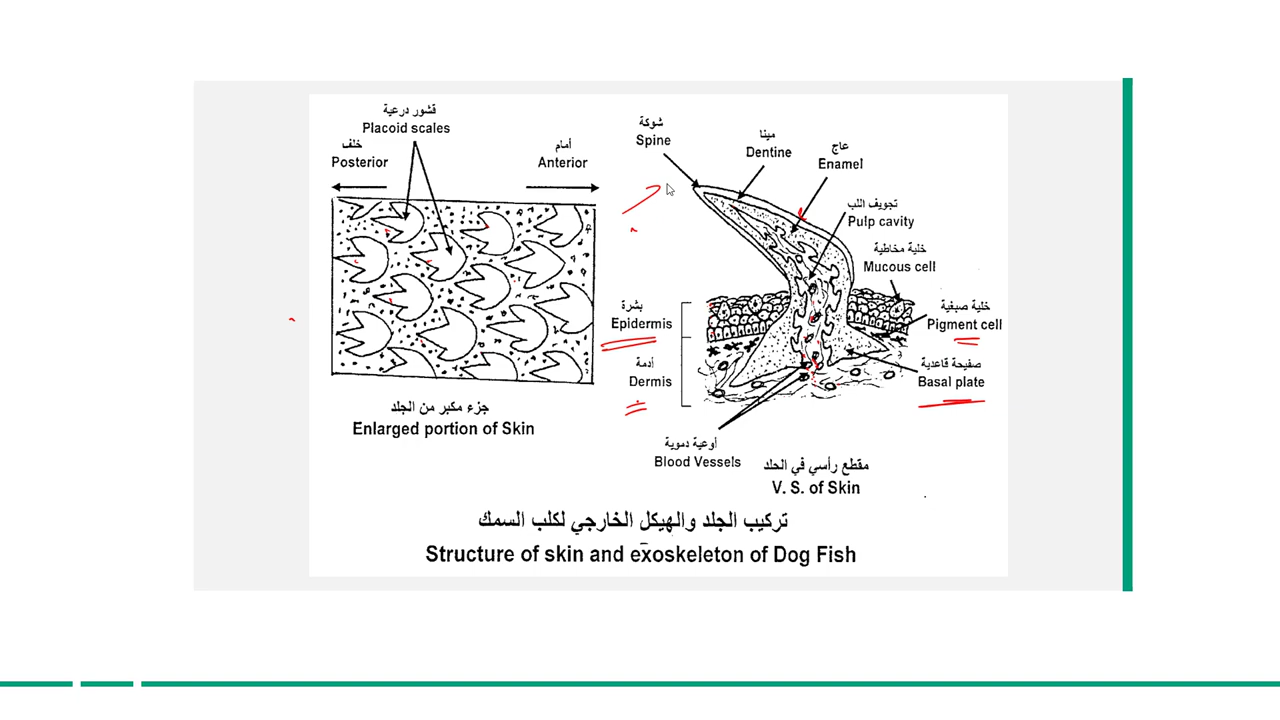 قشور درعية
Placoid scales
خلف
Posterior
أمام
Anterior
جزء مكبر من الجلد
Enlarged portion of Skin
شوكة
Spine
مينا
Dentine
عاج
Enamel
تجويف اللب
Pulp cavity
خلية مخاطية
Mucous cell
خلية صبغية
Pigment cell
صفيحة قاعدية
Basal plate
بشرة
Epidermis
أدمة
Dermis
أوعية دموية
Blood Vessels
مقطع رأسي في الجلد
V. S. of Skin
تركيب الجلد والهيكل الخارجي لكلب السمك
Structure of skin and exoskeleton of Dog Fish